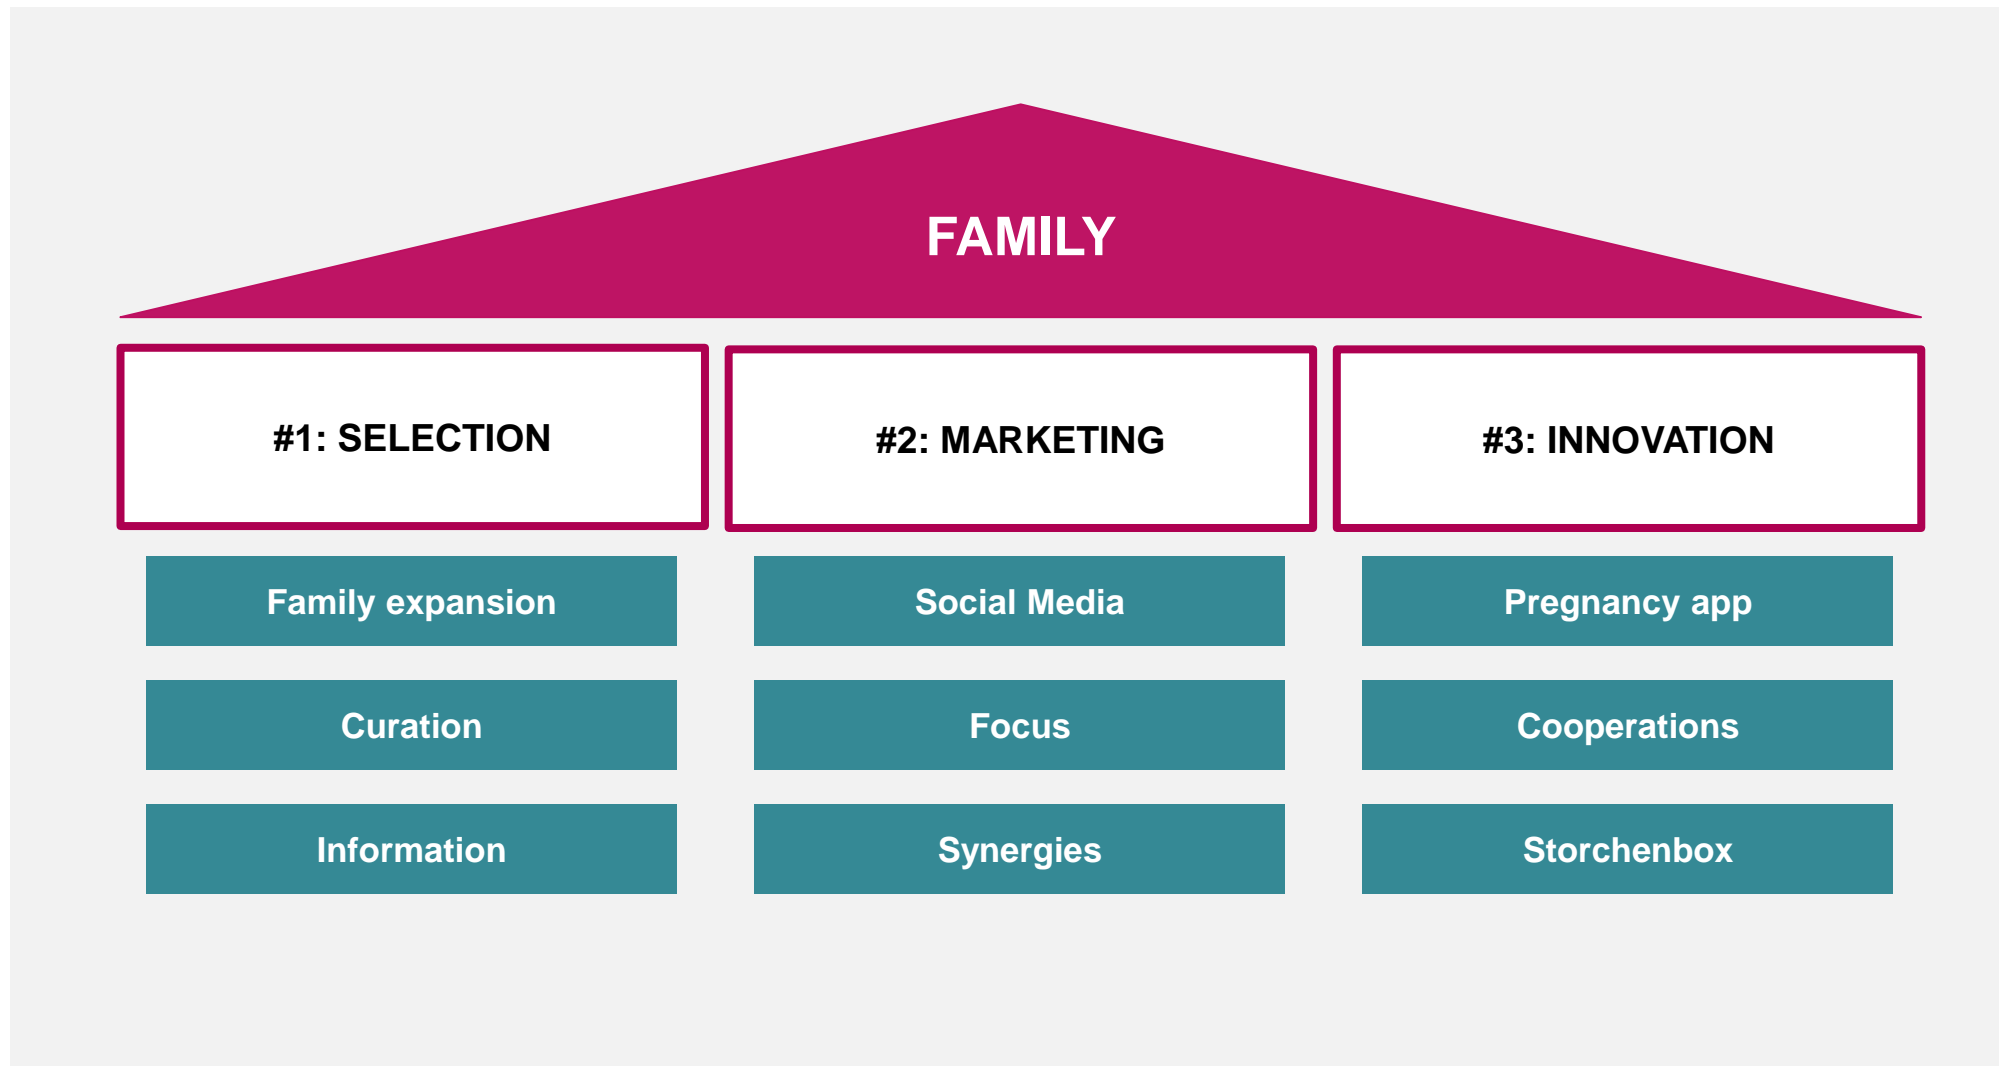 FAMILY
#1: SELECTION
#2: MARKETING
#3: INNOVATION
Family expansion
Social Media
Pregnancy app
Curation
Focus
Cooperations
Information
Synergies
Storchenbox